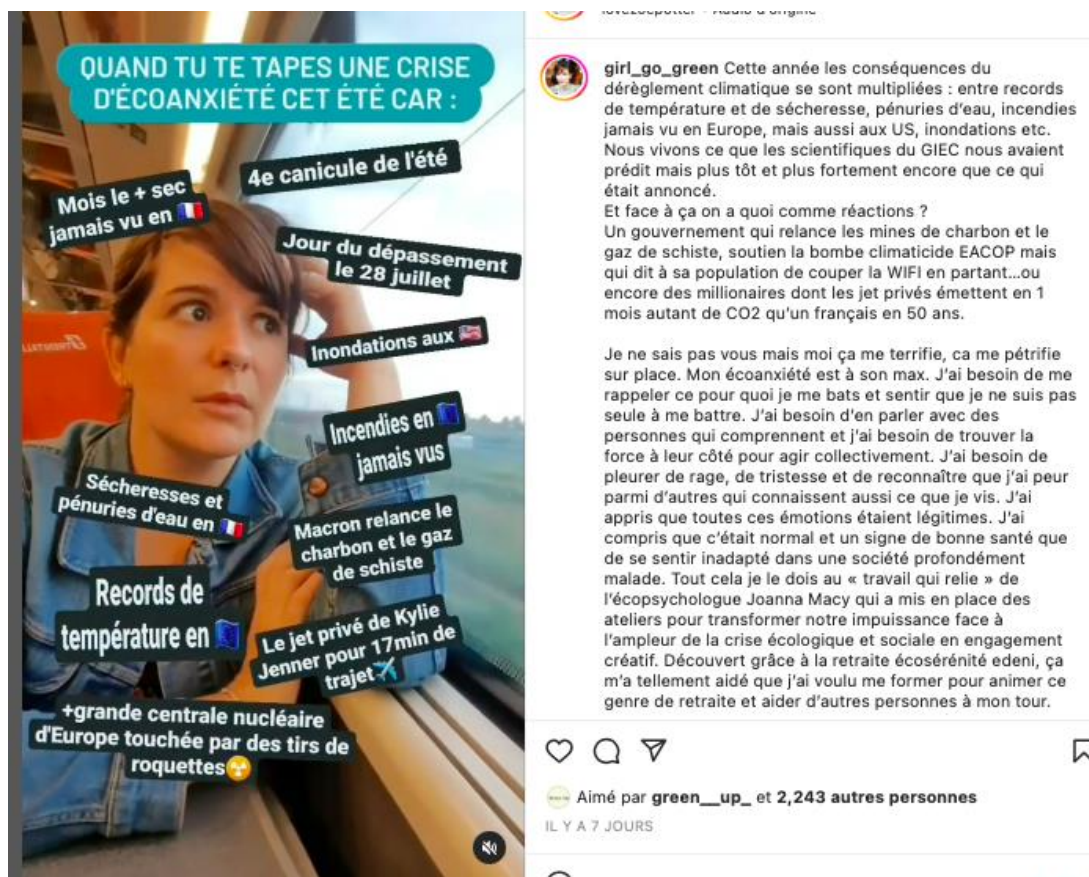 QUAND TU TE TAPES UNE CRISE
D'ÉCOANXIÉTÉ CET ÉTÉ CAR :
4e canicule de l'été
Mois le + sec
jamais vu en 🇫🇷
Jour du dépassement
le 28 juillet
Inondations aux 🇺🇸
Incendies en 🇪🇺
jamais vus
Sécheresses et
pénuries d'eau en 🇫🇷
Macron relance le
charbon et le gaz
de schiste
Records de
température en 🇪🇺
Le jet privé de Kylie
Jenner pour 17min de
trajet✈️
+grande centrale nucléaire
d'Europe touchée par des tirs de
roquettes☢️
girl_go_green Cette année les conséquences du
dérèglement climatique se sont multipliées : entre records
de température et de sécheresse, pénuries d'eau, incendies
jamais vu en Europe, mais aussi aux US, inondations etc.
Nous vivons ce que les scientifiques du GIEC nous avaient
prédit mais plus tôt et plus fortement encore que ce qui
était annoncé.
Et face à ça on a quoi comme réactions ?
Un gouvernement qui relance les mines de charbon et le
gaz de schiste, soutien la bombe climaticide EACOP mais
qui dit à sa population de couper la WIFI en partant...ou
encore des millionaires dont les jet privés émettent en 1
mois autant de CO2 qu'un français en 50 ans.
Je ne sais pas vous mais moi ça me terrifie, ca me pétrifie
sur place. Mon écoanxiété est à son max. J'ai besoin de me
rappeler ce pour quoi je me bats et sentir que je ne suis pas
seule à me battre. J'ai besoin d'en parler avec des
personnes qui comprennent et j'ai besoin de trouver la
force à leur côté pour agir collectivement. J'ai besoin de
pleurer de rage, de tristesse et de reconnaître que j'ai peur
parmi d'autres qui connaissent aussi ce que je vis. J'ai
appris que toutes ces émotions étaient légitimes. J'ai
compris que c'était normal et un signe de bonne santé que
de se sentir inadapté dans une société profondément
malade. Tout cela je le dois au « travail qui relie » de
l'écopsychologue Joanna Macy qui a mis en place des
ateliers pour transformer notre impuissance face à
l'ampleur de la crise écologique et sociale en engagement
créatif. Découvert grâce à la retraite écosérénité edeni, ça
m'a tellement aidé que j'ai voulu me former pour animer ce
genre de retraite et aider d'autres personnes à mon tour.
Aimé par green__up_ et 2,243 autres personnes
IL Y A 7 JOURS